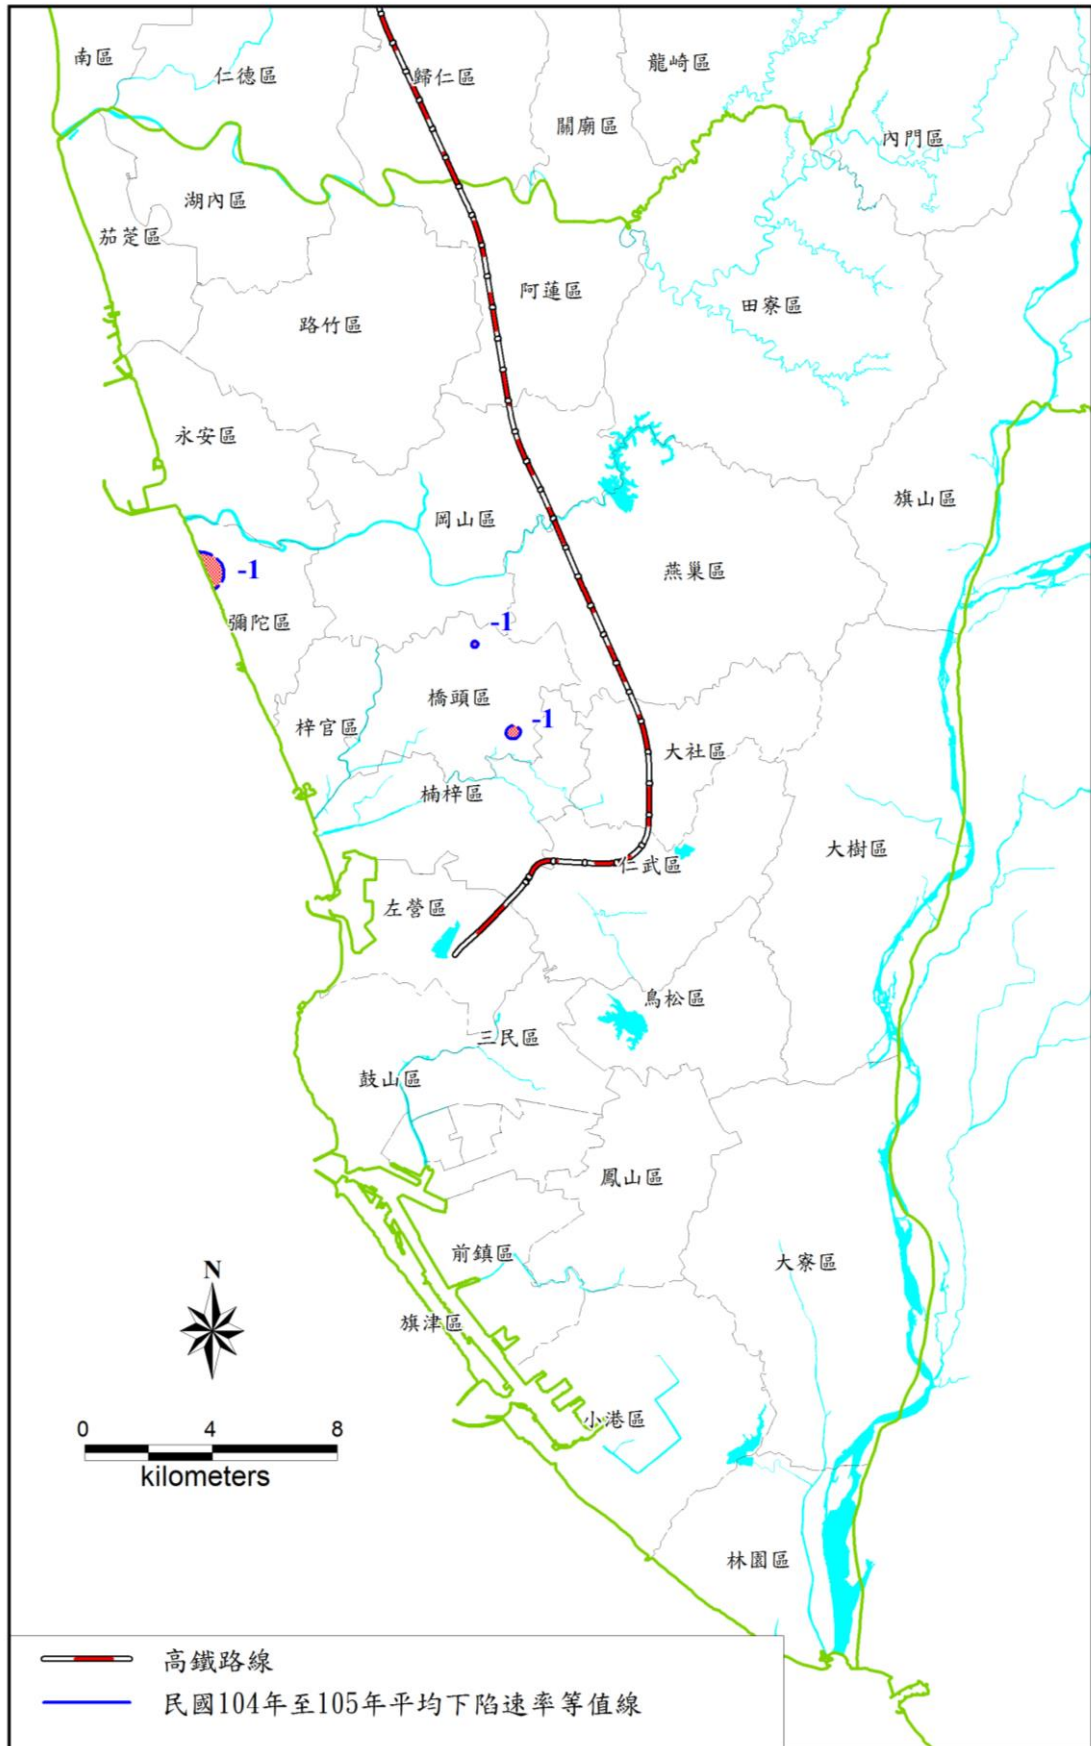 南區
仁德區
歸仁區
龍崎區
關廟區
內門區
湖內區
茄萣區
阿蓮區
田寮區
路竹區
永安區
旗山區
岡山區
燕巢區
-1
彌陀區
-1
橋頭區
-1
梓官區
大社區
楠梓區
大樹區
仁武區
左營區
鳥松區
三民區
鼓山區
鳳山區
前鎮區
大寮區
N
旗津區
小港區
0 4 8
kilometers
林園區
高鐵路線
民國104年至105年平均下陷速率等值線